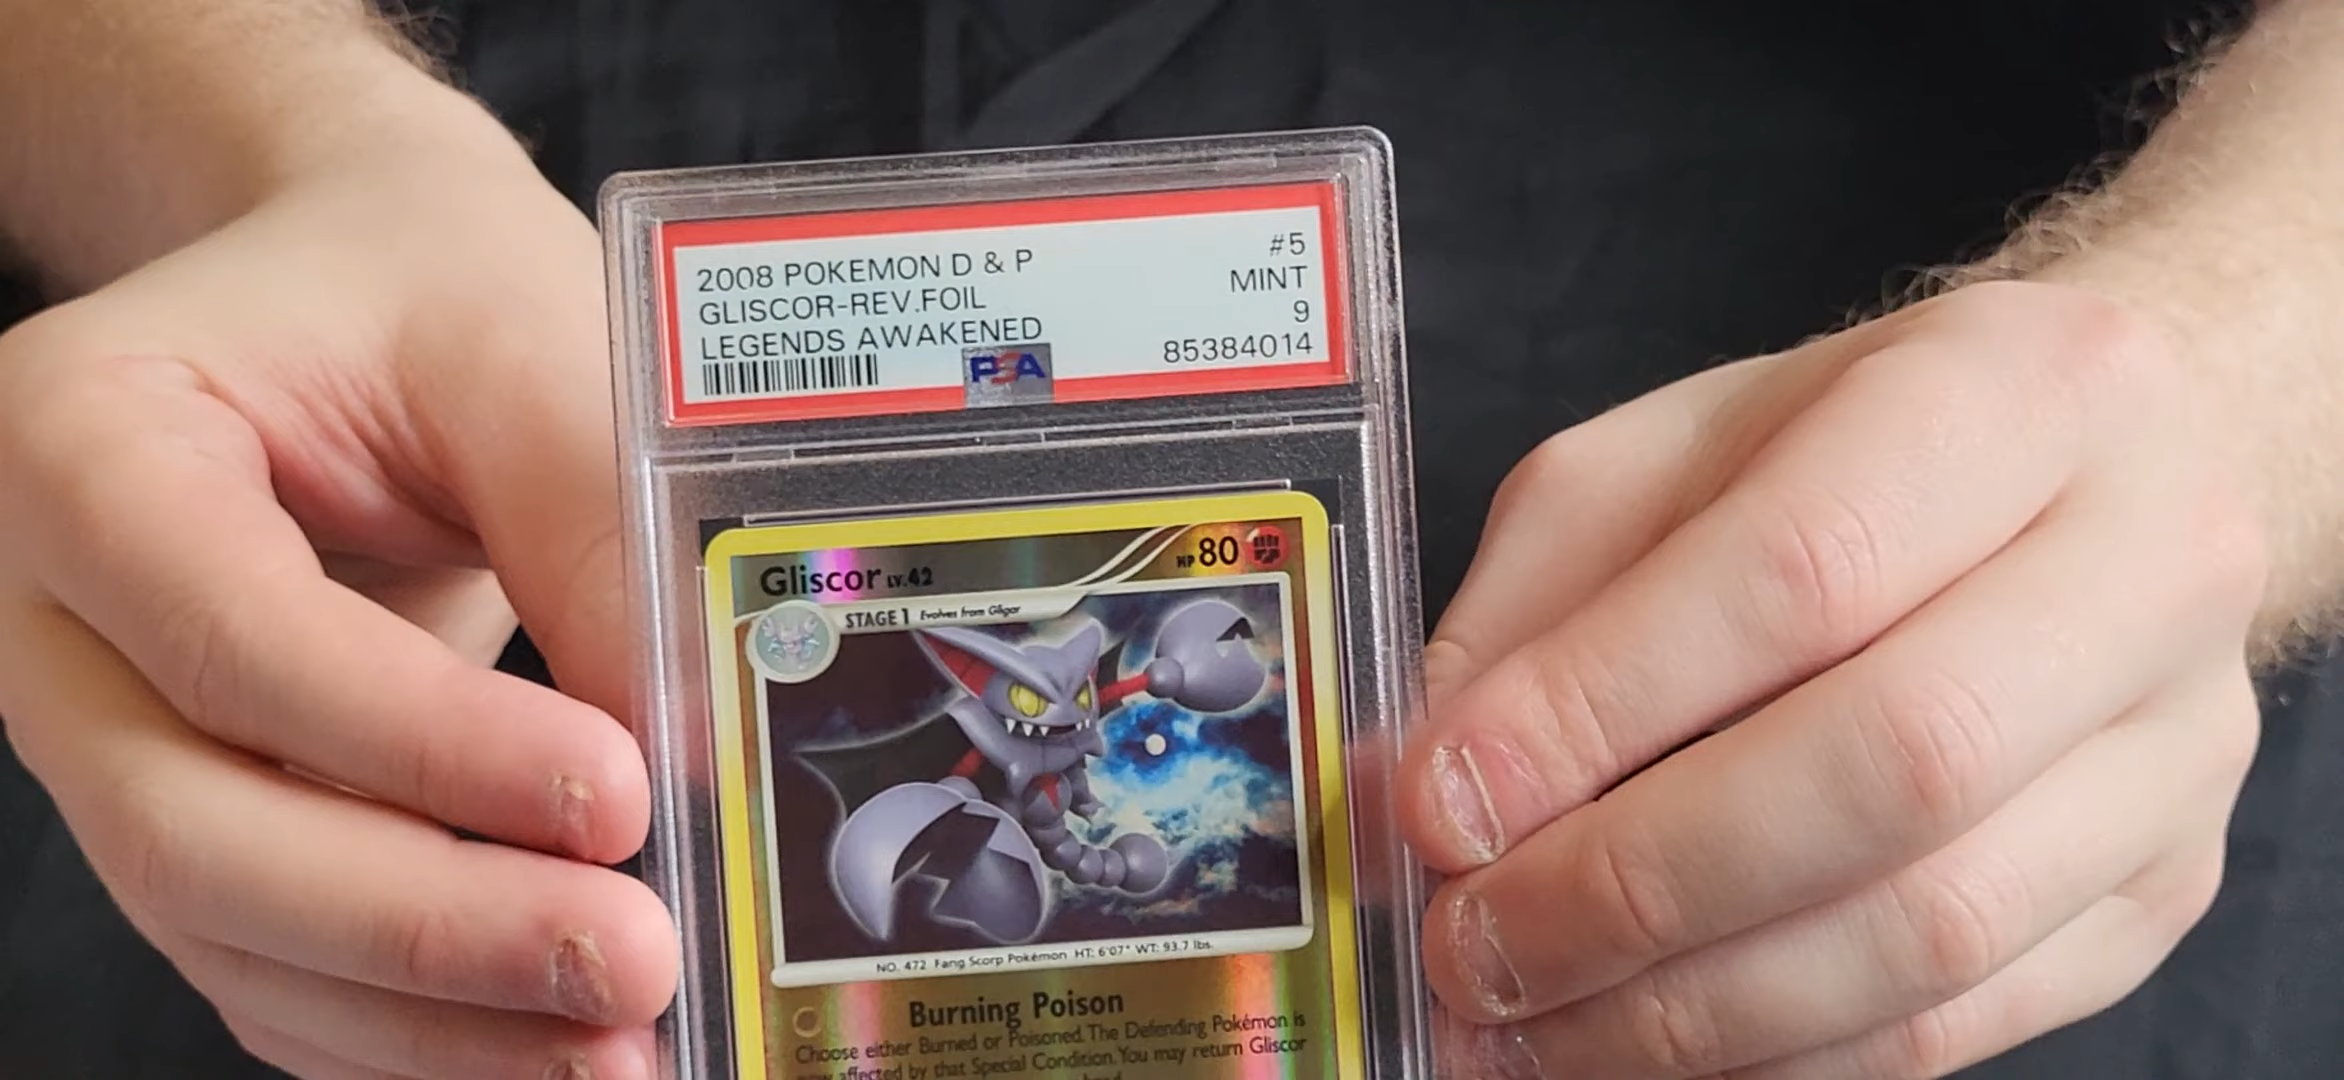 2008 POKEMON D & P #5
GLISCOR-REV.FOIL MINT
LEGENDS AWAKENED 9
PSA 85384014
Gliscor LV.42 HP 80
STAGE 1 Evolves from Gligar
NO. 472 Fang Scorp Pokémon HT: 6'07" WT: 93.7 lbs.
Burning Poison
Choose either Burned or Poisoned. The Defending Pokémon is
now affected by that Special Condition. You may return Gliscor
hand.